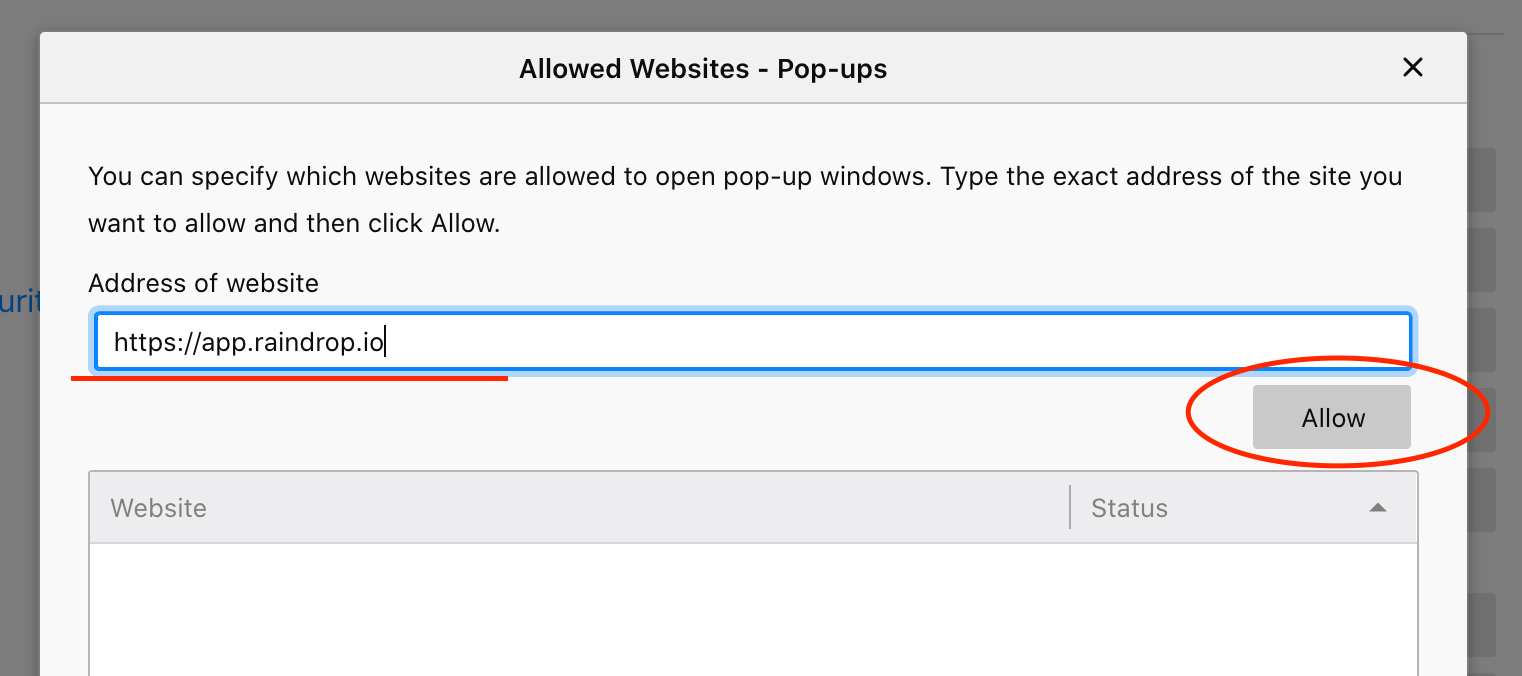 Allowed Websites - Pop-ups
You can specify which websites are allowed to open pop-up windows. Type the exact address of the site you
want to allow and then click Allow.
Address of website
https://app.raindrop.io
Allow
Website
Status